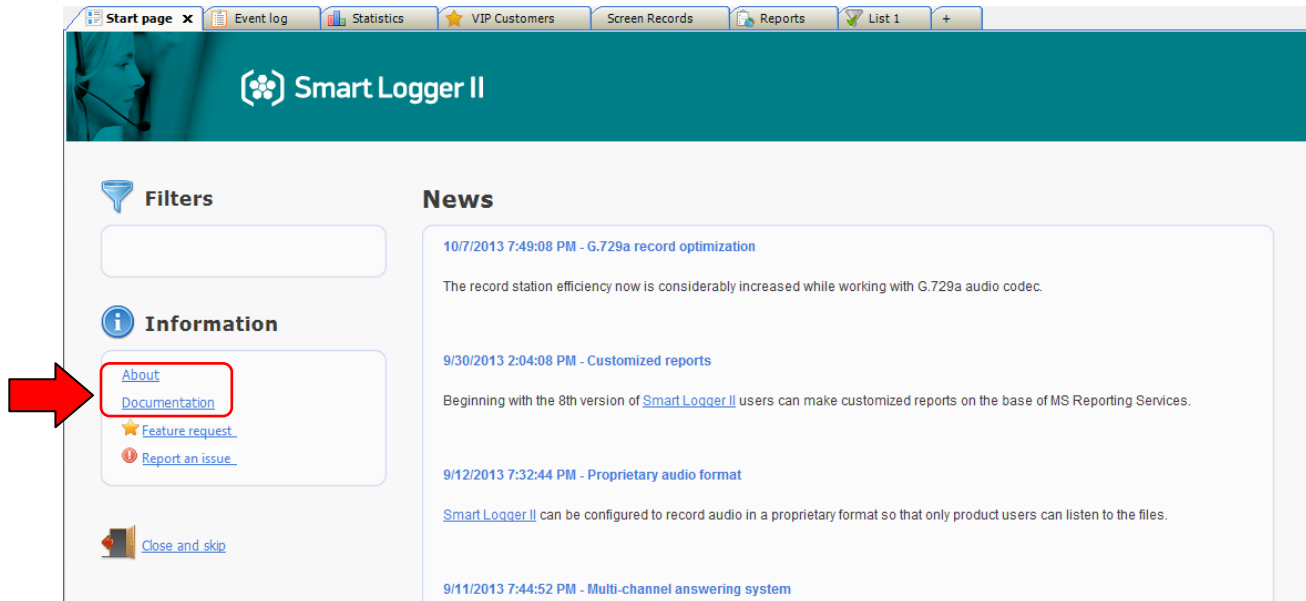 Start page x Event log Statistics VIP Customers Screen Records Reports List 1 +
Smart Logger II
Filters
Information
About
Documentation
Feature request
Report an issue
Close and skip
News
10/7/2013 7:49:08 PM - G.729a record optimization
The record station efficiency now is considerably increased while working with G.729a audio codec.
9/30/2013 2:04:08 PM - Customized reports
Beginning with the 8th version of Smart Logger II users can make customized reports on the base of MS Reporting Services.
9/12/2013 7:32:44 PM - Proprietary audio format
Smart Logger II can be configured to record audio in a proprietary format so that only product users can listen to the files.
9/11/2013 7:44:52 PM - Multi-channel answering system